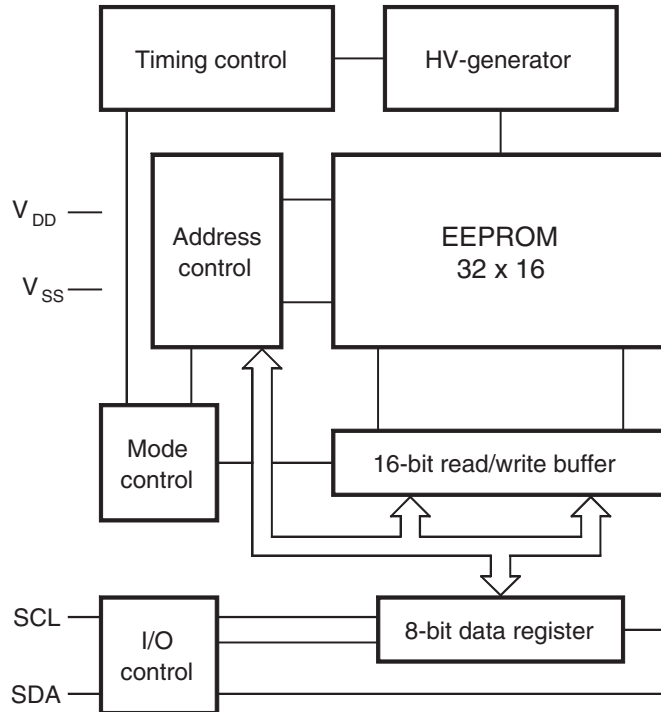 Timing control
HV-generator
V DD
V SS
Address
control
EEPROM
32 x 16
Mode
control
16-bit read/write buffer
SCL
SDA
I/O
control
8-bit data register